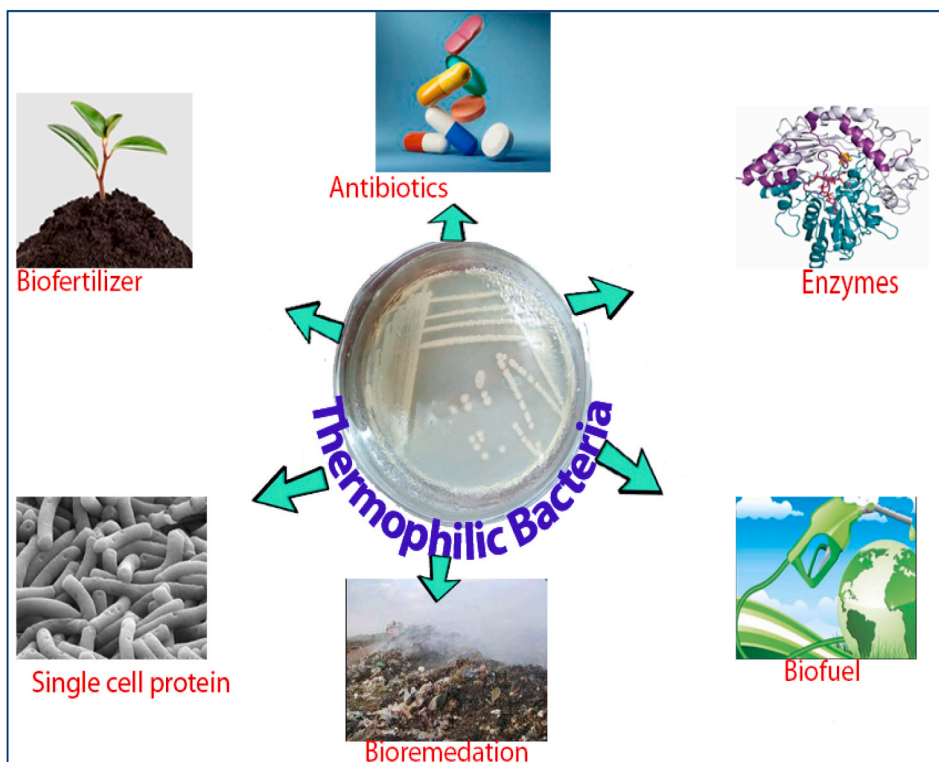 Antibiotics
Biofertilizer
Enzymes
Thermophilic Bacteria
Single cell protein
Biofuel
Bioremedation